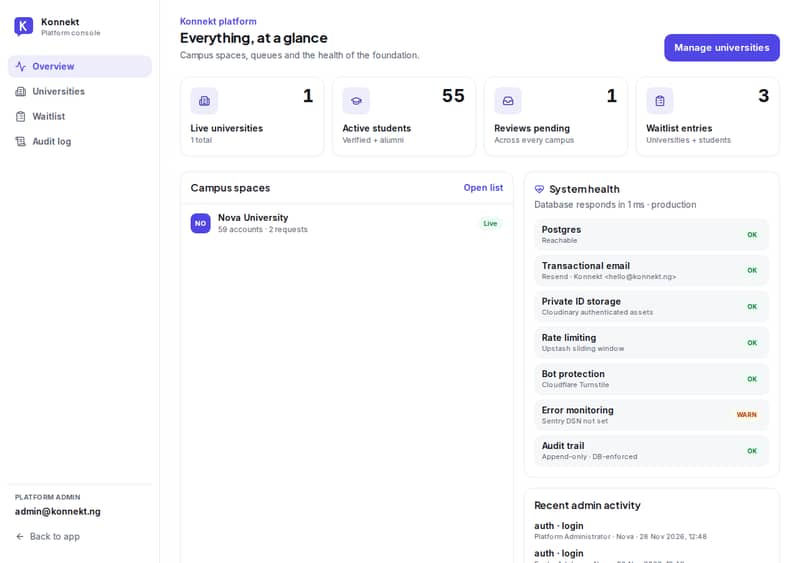 Konnekt
Platform console
Overview
Universities
Waitlist
Audit log
PLATFORM ADMIN
admin@konnekt.ng
Back to app
Konnekt platform
Everything, at a glance
Campus spaces, queues and the health of the foundation.
Manage universities
1
Live universities
1 total
55
Active students
Verified + alumni
1
Reviews pending
Across every campus
3
Waitlist entries
Universities + students
Campus spaces
Open list
NO
Nova University
59 accounts · 2 requests
Live
System health
Database responds in 1 ms · production
Postgres
Reachable
OK
Transactional email
Resend · Konnekt <hello@konnekt.ng>
OK
Private ID storage
Cloudinary authenticated assets
OK
Rate limiting
Upstash sliding window
OK
Bot protection
Cloudflare Turnstile
OK
Error monitoring
Sentry DSN not set
WARN
Audit trail
Append-only · DB-enforced
OK
Recent admin activity
auth · login
Platform Administrator · Nova · 28 Nov 2026, 12:48
auth · login